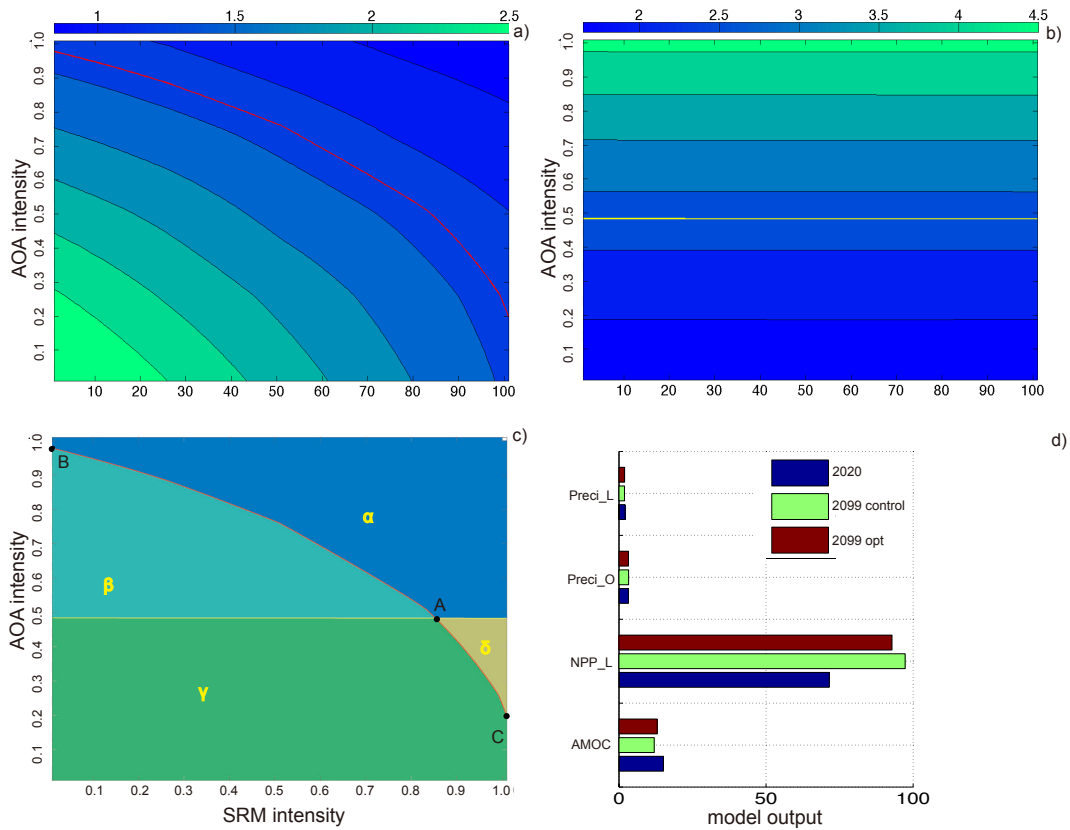 1 1.5 2 2.5
a)
AOA intensity
1.0
0.9
0.8
0.7
0.6
0.5
0.4
0.3
0.2
0.1
10 20 30 40 50 60 70 80 90 100
2 2.5 3 3.5 4 4.5
b)
AOA intensity
1.0
0.9
0.8
0.7
0.6
0.5
0.4
0.3
0.2
0.1
10 20 30 40 50 60 70 80 90 100
c)
AOA intensity
1.0
0.9
0.8
0.7
0.6
0.5
0.4
0.3
0.2
0.1
B
α
β
A
δ
γ
C
0.1 0.2 0.3 0.4 0.5 0.6 0.7 0.8 0.9 1.0
SRM intensity
d)
2020
2099 control
2099 opt
Preci_L
Preci_O
NPP_L
AMOC
0 50 100
model output